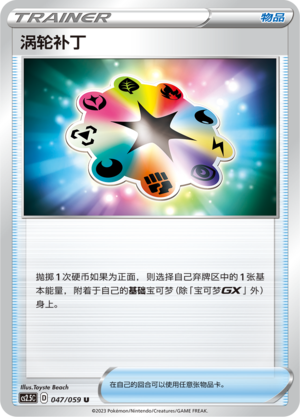 TRAINER
物品
涡轮补丁
抛掷1次硬币如果为正面,则选择自己弃牌区中的1张基
本能量,附着于自己的基础宝可梦(除「宝可梦GX」外)
身上。
Illus.Toyste Beach
CS2.5C D 047/059 U
在自己的回合可以使用任意张物品卡。
©2023 Pokémon/Nintendo/Creatures/GAME FREAK.